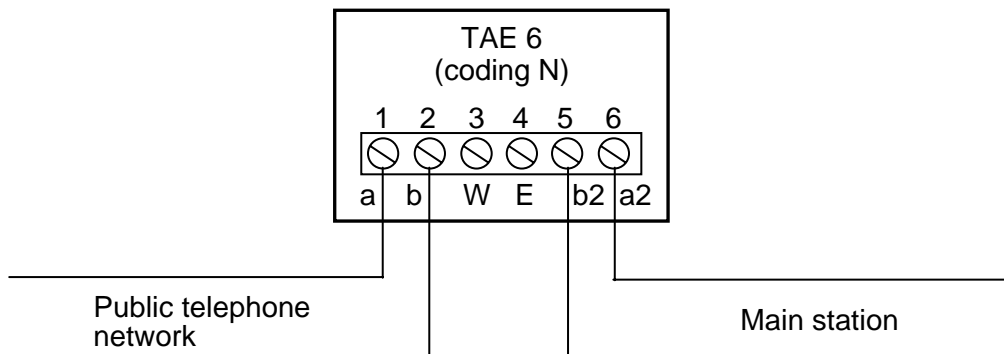 TAE 6
(coding N)
1 2 3 4 5 6
a b W E b2 a2
Public telephone
network
Main station